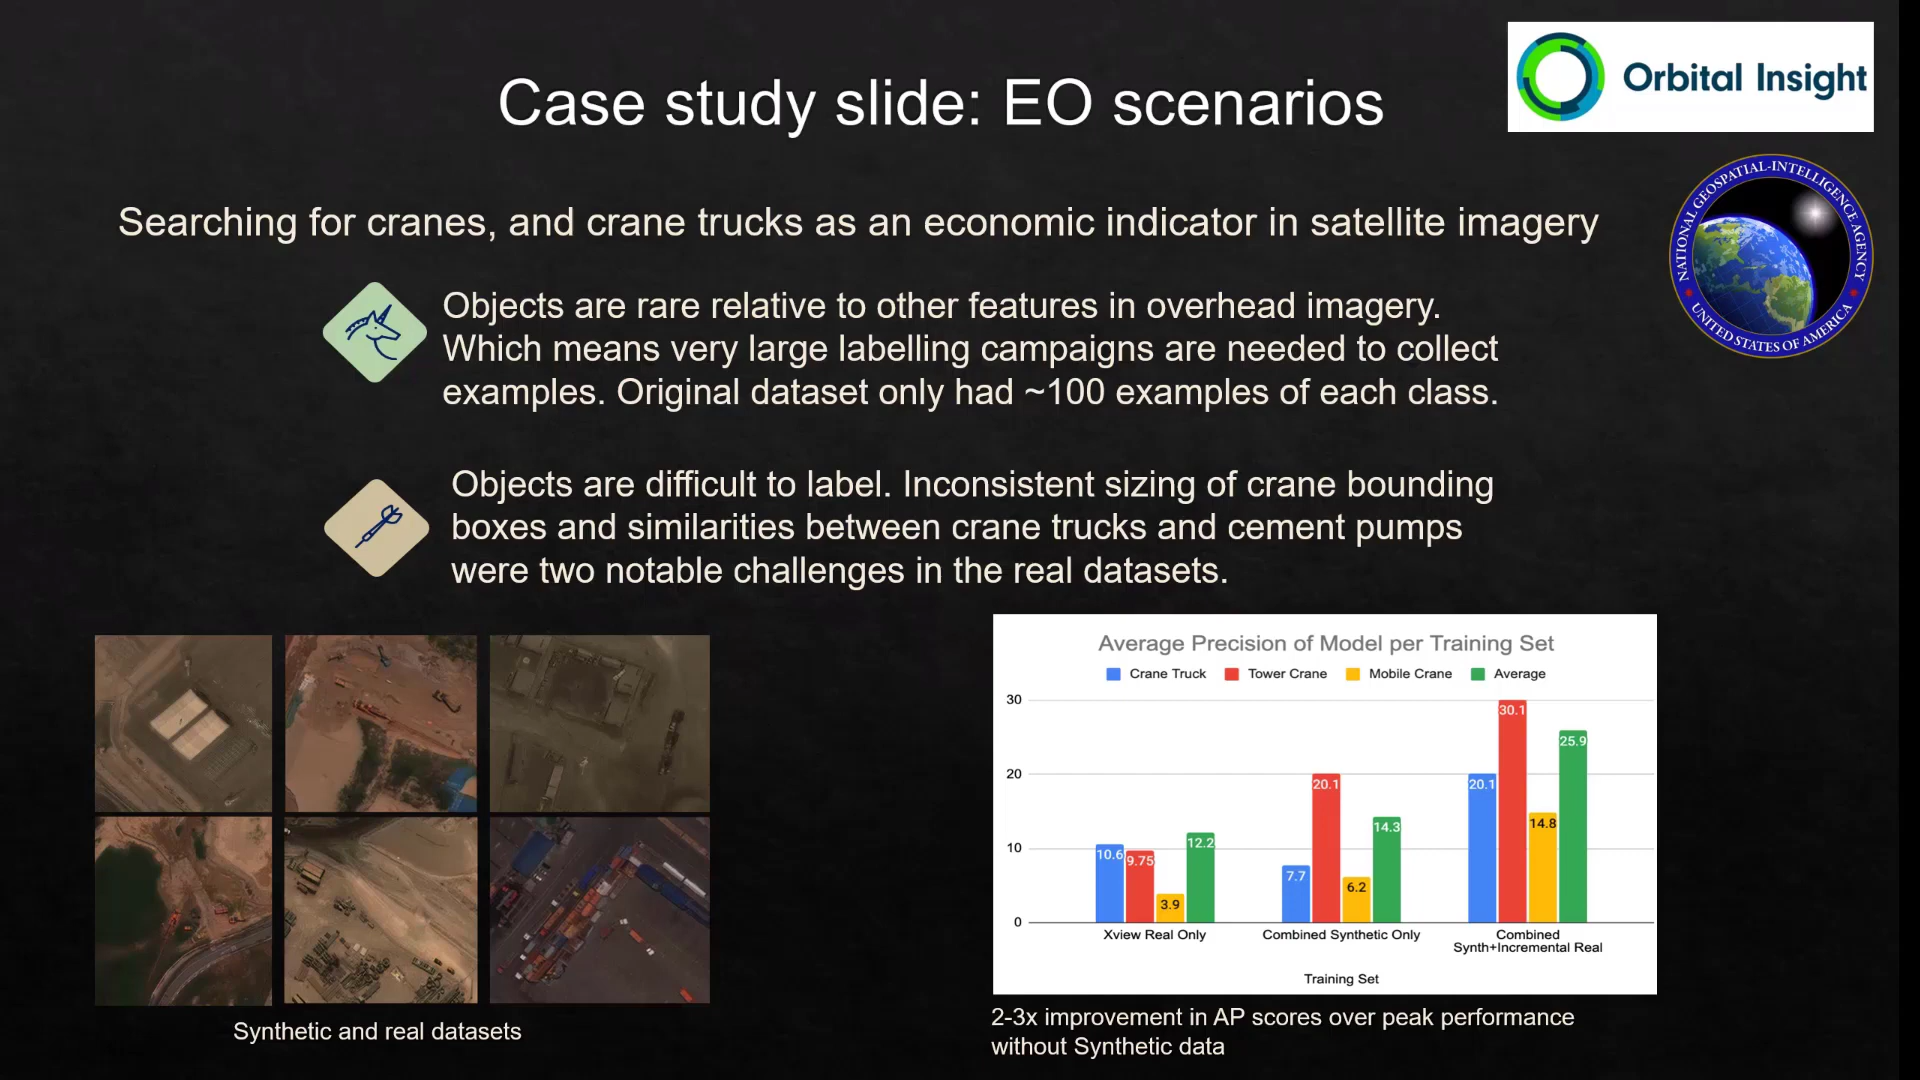 Case study slide: EO scenarios
Orbital Insight
NATIONAL GEOSPATIAL-INTELLIGENCE AGENCY
UNITED STATES OF AMERICA
Searching for cranes, and crane trucks as an economic indicator in satellite imagery
Objects are rare relative to other features in overhead imagery.
Which means very large labelling campaigns are needed to collect
examples. Original dataset only had ~100 examples of each class.
Objects are difficult to label. Inconsistent sizing of crane bounding
boxes and similarities between crane trucks and cement pumps
were two notable challenges in the real datasets.
Synthetic and real datasets
Average Precision of Model per Training Set
Crane Truck Tower Crane Mobile Crane Average
30
20
10
0
10.6 9.75 3.9 12.2
7.7 20.1 6.2 14.3
20.1 30.1 14.8 25.9
Xview Real Only
Combined Synthetic Only
Combined
Synth+Incremental Real
Training Set
2-3x improvement in AP scores over peak performance
without Synthetic data